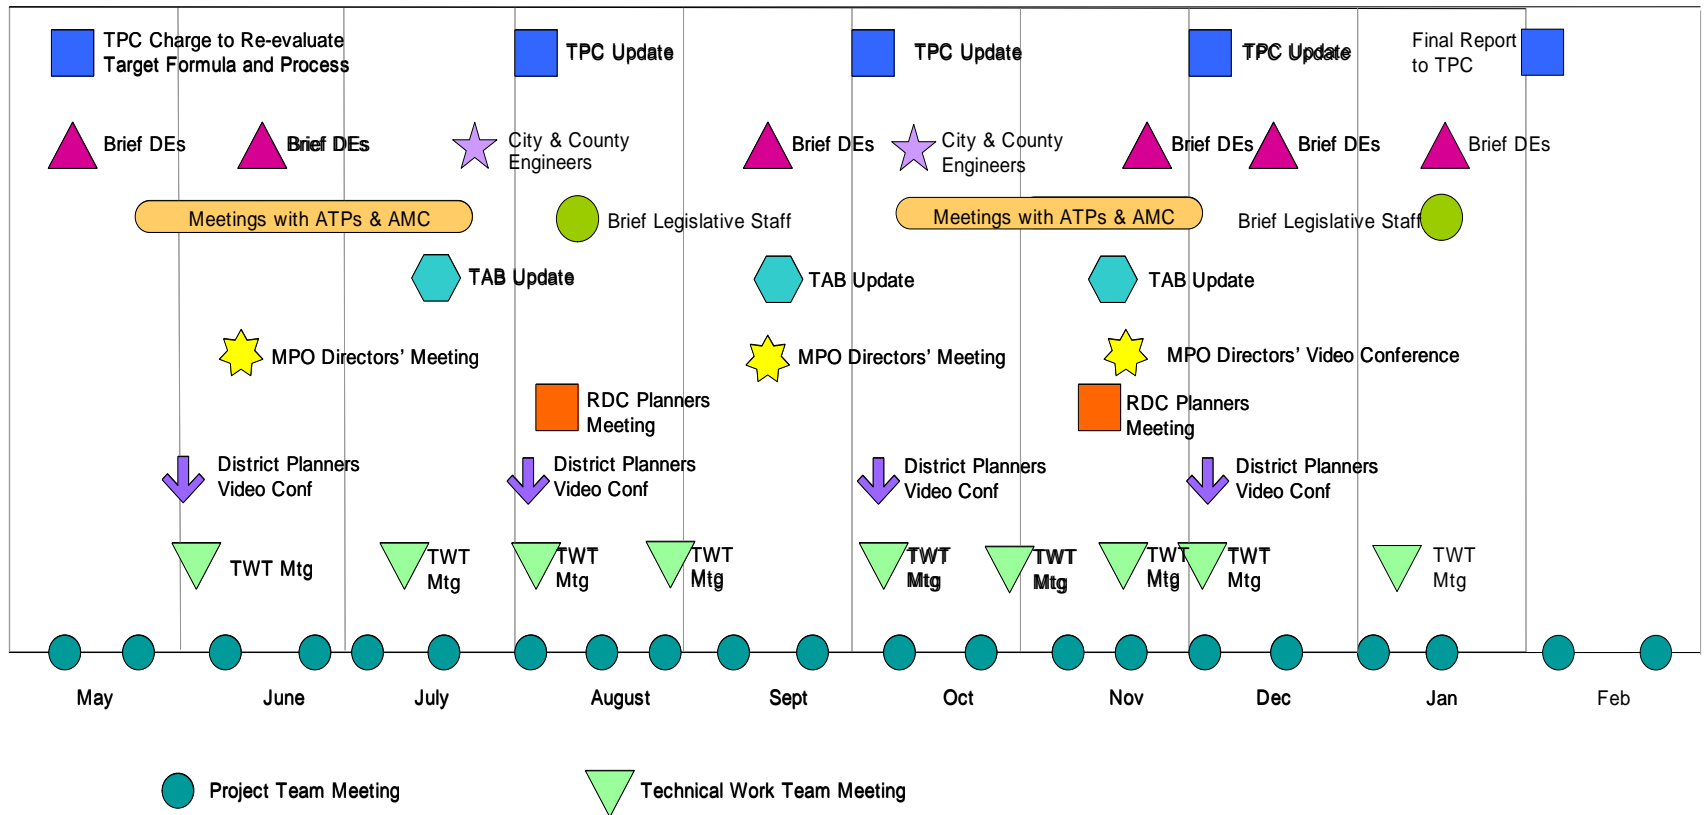 TPC Charge to Re-evaluate
Target Formula and Process
TPC Update
TPC Update
TPC Update
Final Report
to TPC
Brief DEs
Brief DEs
City & County
Engineers
Brief DEs
City & County
Engineers
Brief DEs
Brief DEs
Brief DEs
Meetings with ATPs & AMC
Brief Legislative Staff
Meetings with ATPs & AMC
Brief Legislative Staff
TAB Update
TAB Update
TAB Update
MPO Directors’ Meeting
MPO Directors’ Meeting
MPO Directors’ Video Conference
RDC Planners
Meeting
RDC Planners
Meeting
District Planners
Video Conf
District Planners
Video Conf
District Planners
Video Conf
District Planners
Video Conf
TWT Mtg
TWT
Mtg
TWT
Mtg
TWT
Mtg
TWT
Mtg
TWT
Mtg
TWT
Mtg
TWT
Mtg
TWT
Mtg
May
June
July
August
Sept
Oct
Nov
Dec
Jan
Feb
Project Team Meeting
Technical Work Team Meeting